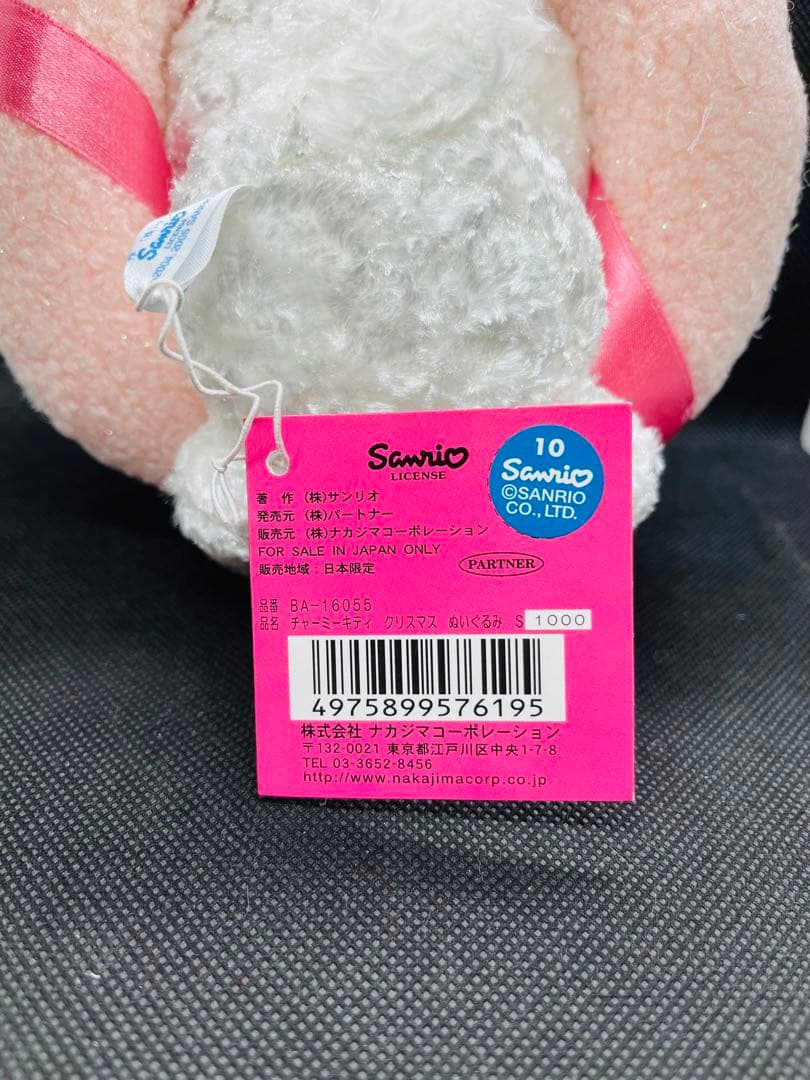 Sanrio
LICENSE
2004, 2005 SANR
Sanrio
LICENSE
10
Sanrio
©SANRIO
CO., LTD.
著 作 (株)サンリオ
発売元 (株)パートナー
販売元 (株)ナカジマコーポレーション
FOR SALE IN JAPAN ONLY
販売地域：日本限定
PARTNER
品番 BA-16055
品名 チャーミーキティ クリスマス ぬいぐるみ S 1000
4975899576195
株式会社 ナカジマコーポレーション
〒132-0021 東京都江戸川区中央1-7-8
TEL 03-3652-8456
http://www.nakajimacorp.co.jp